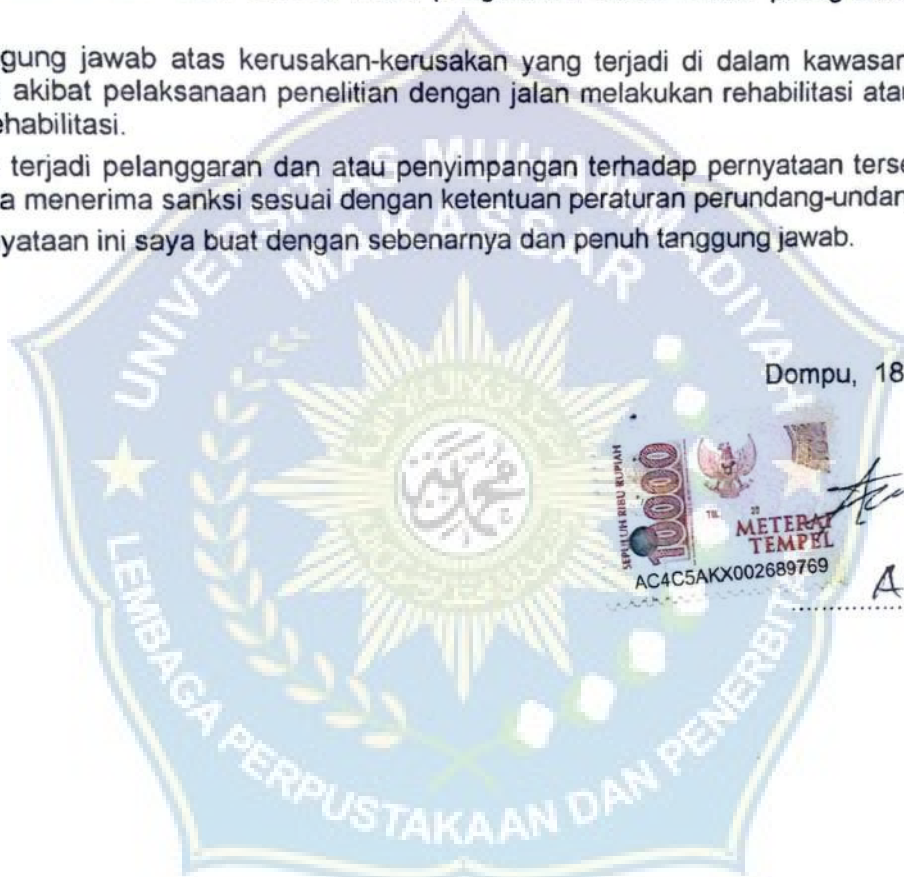 gung jawab atas kerusakan-kerusakan yang terjadi di dalam kawasan
akibat pelaksanaan penelitian dengan jalan melakukan rehabilitasi atau
ehabilitasi.
terjadi pelanggaran dan atau penyimpangan terhadap pernyataan terse
a menerima sanksi sesuai dengan ketentuan peraturan perundang-undan
yataan ini saya buat dengan sebenarnya dan penuh tanggung jawab.
UNIVERSITAS MUHAMMADIYAH
MAKASSAR
Dompu, 18
SEPULUH RIBU RUPIAH
10000
TGL. 20
METERAI
TEMPEL
AC4C5AKX002689769
A
محمد
LEMBAGA PERPUSTAKAAN DAN PENERBITAN